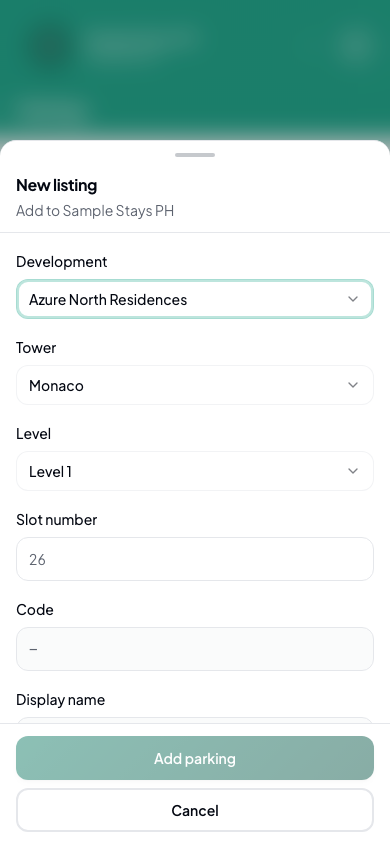 New listing
Add to Sample Stays PH
Development
Azure North Residences
Tower
Monaco
Level
Level 1
Slot number
26
Code
–
Display name
Add parking
Cancel